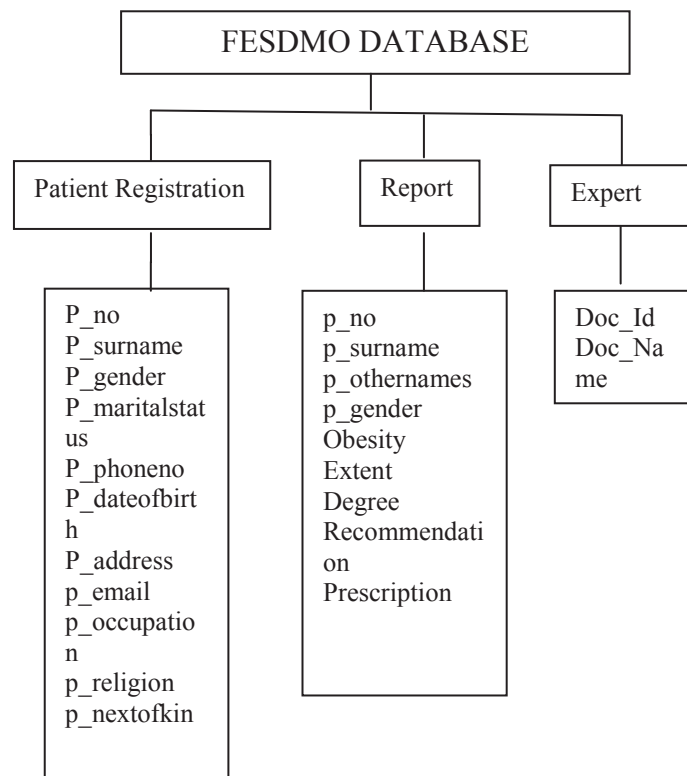 FESDMO DATABASE
Patient Registration
Report
Expert
P_no
P_surname
P_gender
P_maritalstat
us
P_phoneno
P_dateofbirt
h
P_address
p_email
p_occupatio
n
p_religion
p_nextofkin
p_no
p_surname
p_othernames
p_gender
Obesity
Extent
Degree
Recommendati
on
Prescription
Doc_Id
Doc_Na
me